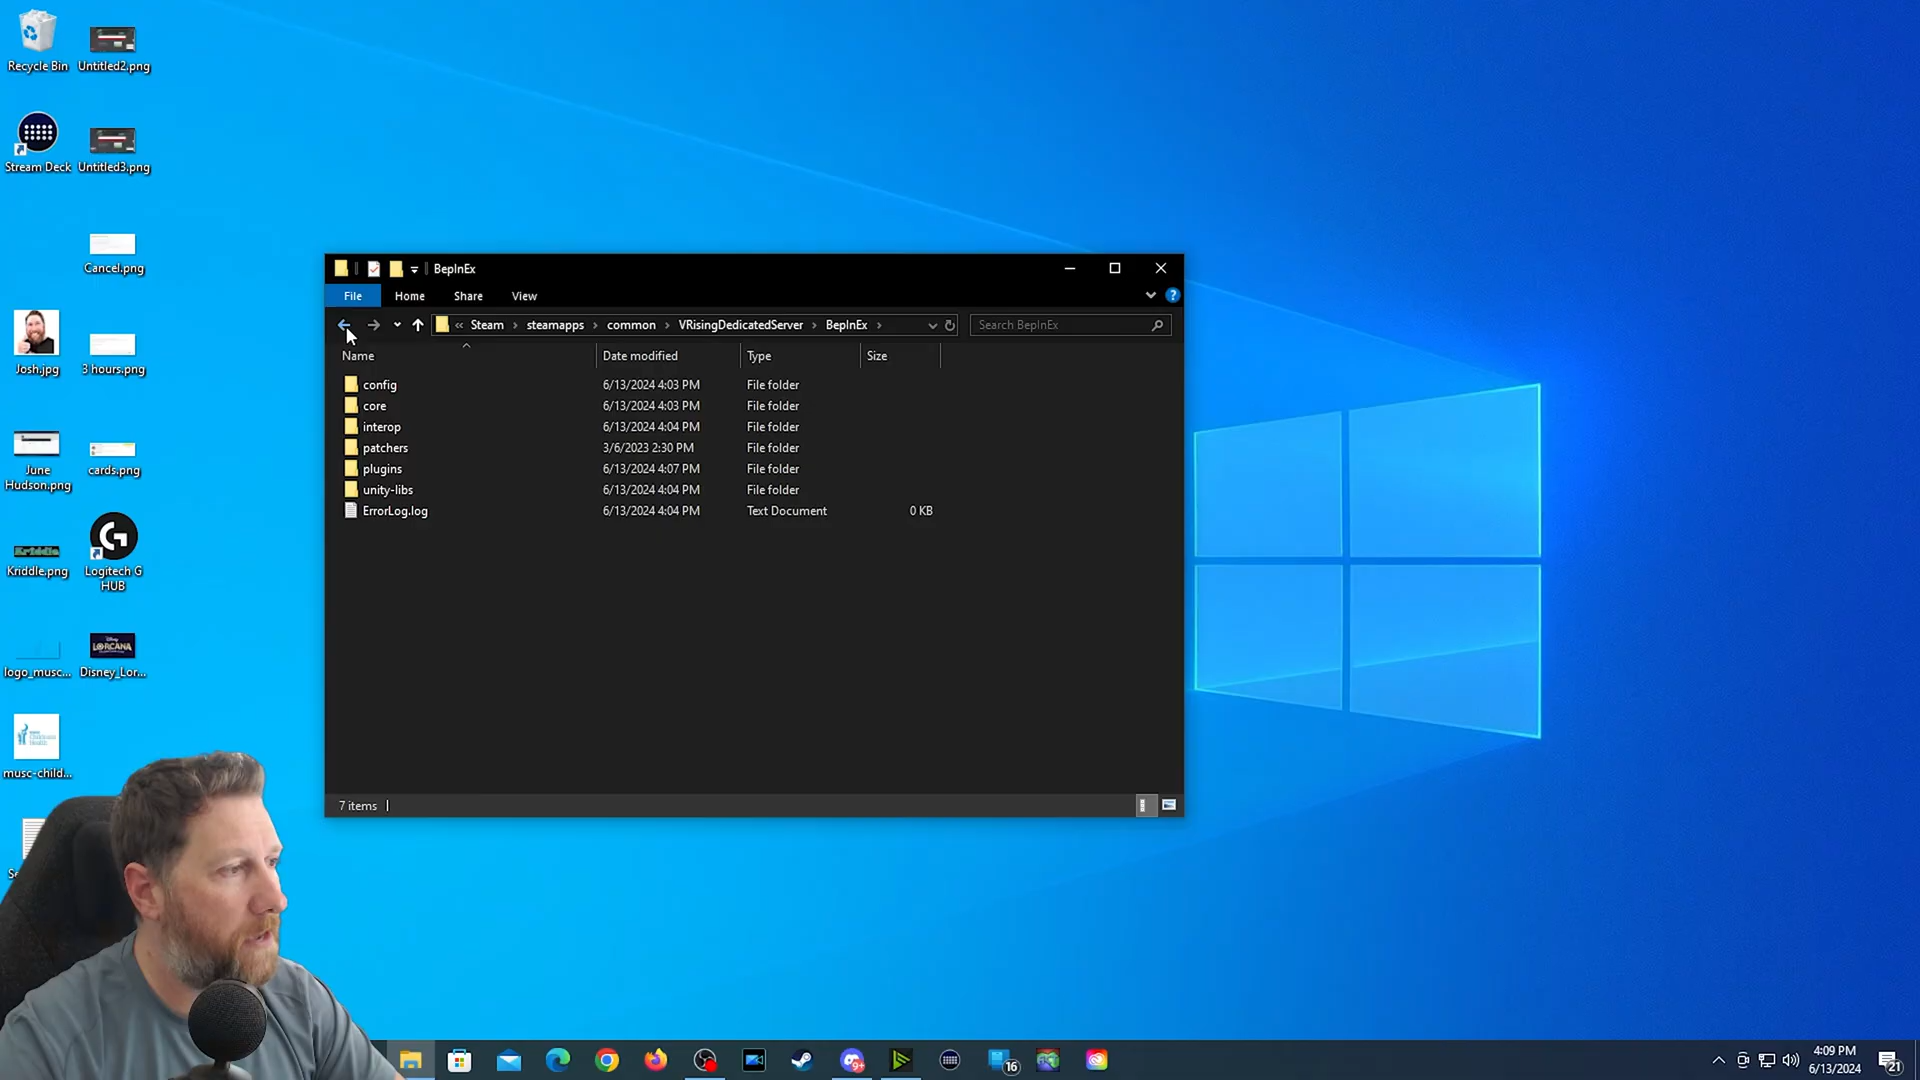 Recycle Bin
Untitled2.png
Stream Deck
Untitled3.png
Cancel.png
Josh.jpg
3 hours.png
June
Hudson.png
cards.png
Kriddle
Kriddle.png
Logitech G
HUB
logo_musc...
Disney
LORCANA
Disney_Lor...
musc-child...
BepInEx
File
Home
Share
View
« Steam › steamapps › common › VRisingDedicatedServer › BepInEx ›
Search BepInEx
Name
Date modified
Type
Size
config 6/13/2024 4:03 PM File folder
core 6/13/2024 4:03 PM File folder
interop 6/13/2024 4:04 PM File folder
patchers 3/6/2023 2:30 PM File folder
plugins 6/13/2024 4:07 PM File folder
unity-libs 6/13/2024 4:04 PM File folder
ErrorLog.log 6/13/2024 4:04 PM Text Document 0 KB
7 items
9+
16
4:09 PM
6/13/2024
21